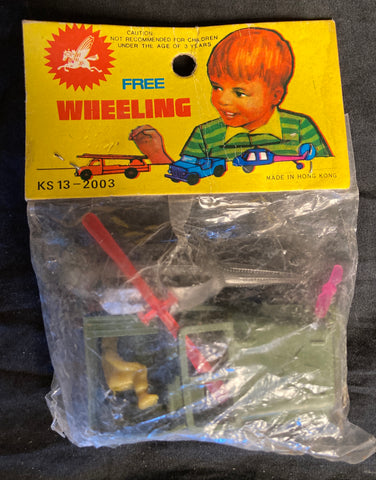 CAUTION:
NOT RECOMMENDED FOR CHILDREN
UNDER THE AGE OF 3 YEARS
FREE
WHEELING
KS 13-2003
MADE IN HONG KONG